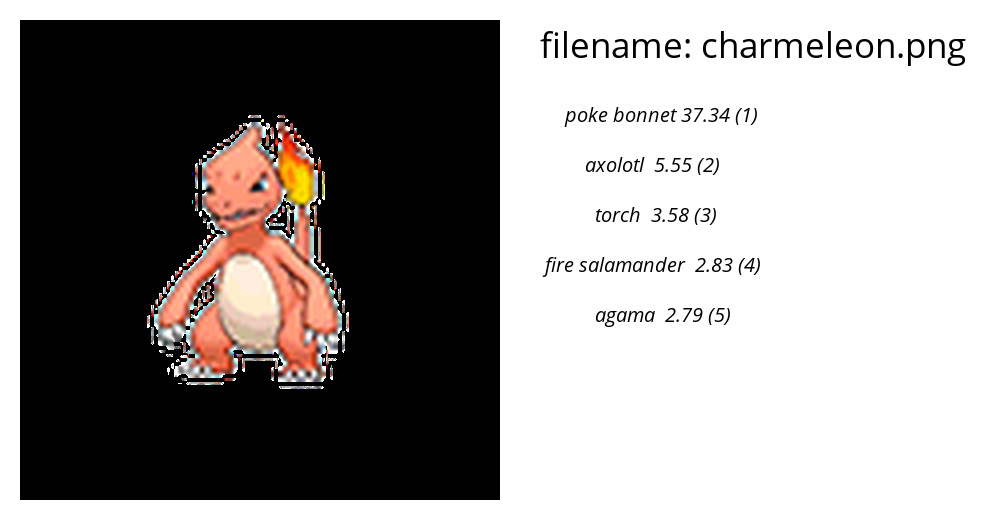 filename: charmeleon.png
poke bonnet 37.34 (1)
axolotl 5.55 (2)
torch 3.58 (3)
fire salamander 2.83 (4)
agama 2.79 (5)